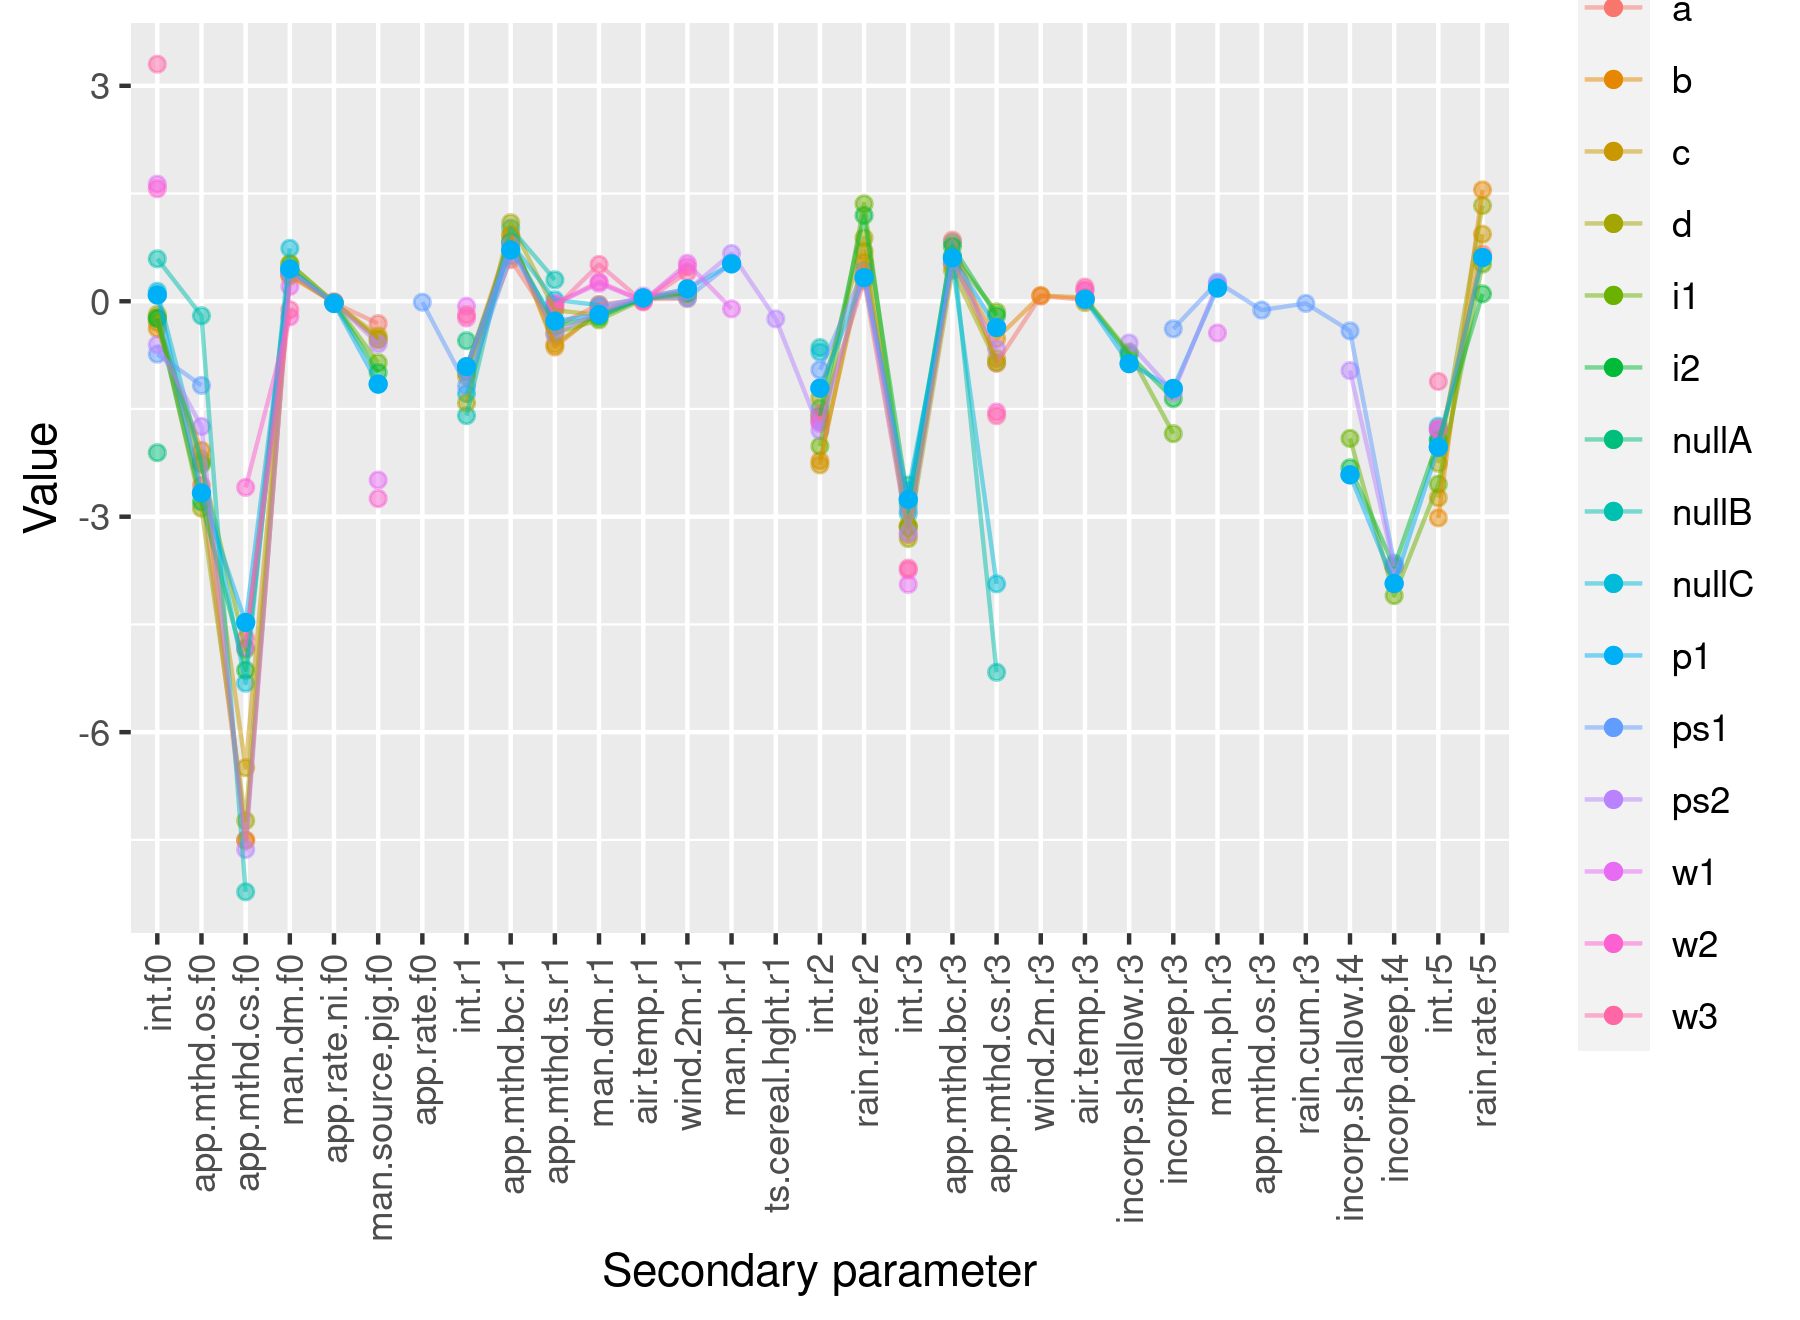 a
b
c
d
i1
i2
nullA
nullB
nullC
p1
ps1
ps2
w1
w2
w3
Value
3
0
-3
-6
int.f0
app.mthd.os.f0
app.mthd.cs.f0
man.dm.f0
app.rate.ni.f0
man.source.pig.f0
app.rate.f0
int.r1
app.mthd.bc.r1
app.mthd.ts.r1
man.dm.r1
air.temp.r1
wind.2m.r1
man.ph.r1
ts.cereal.hght.r1
int.r2
rain.rate.r2
int.r3
app.mthd.bc.r3
app.mthd.cs.r3
wind.2m.r3
air.temp.r3
incorp.shallow.r3
incorp.deep.r3
man.ph.r3
app.mthd.os.r3
rain.cum.r3
incorp.shallow.f4
incorp.deep.f4
int.r5
rain.rate.r5
Secondary parameter